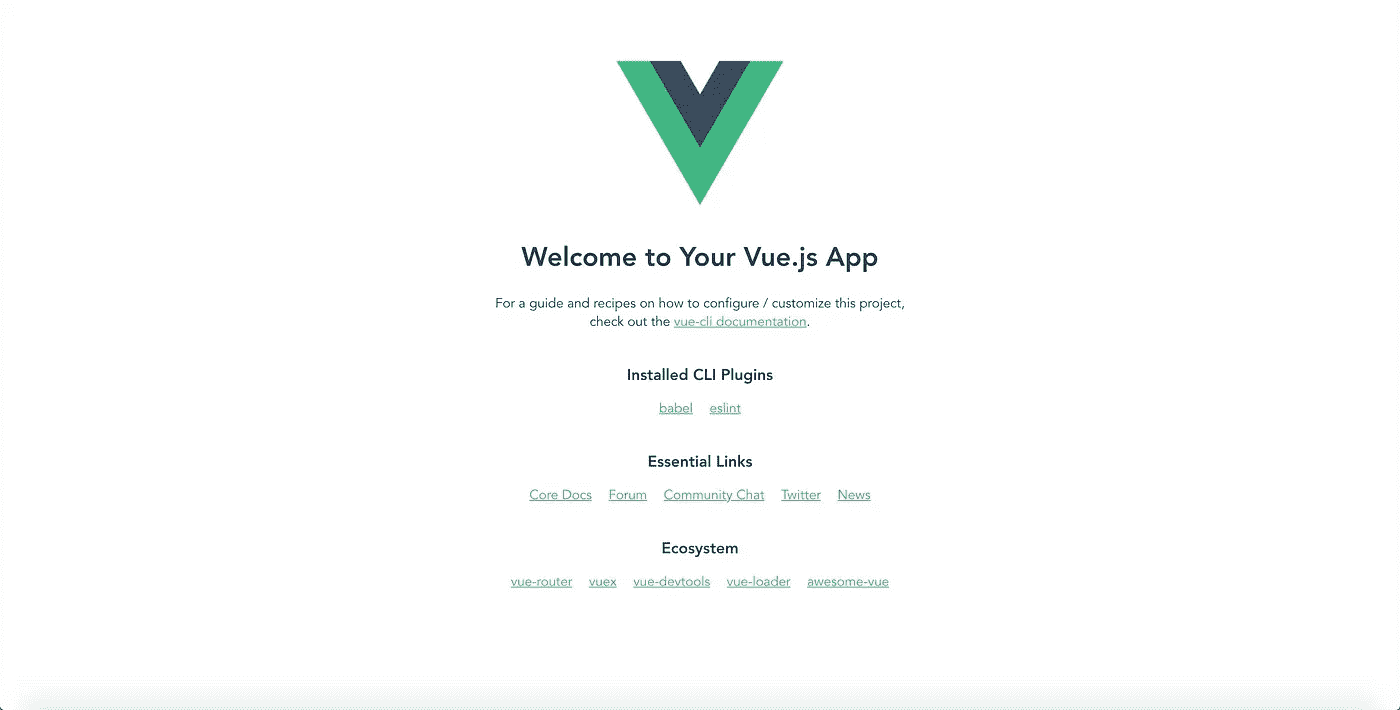 Welcome to Your Vue.js App
For a guide and recipes on how to configure / customize this project,
check out the vue-cli documentation.
Installed CLI Plugins
babel eslint
Essential Links
Core Docs Forum Community Chat Twitter News
Ecosystem
vue-router vuex vue-devtools vue-loader awesome-vue